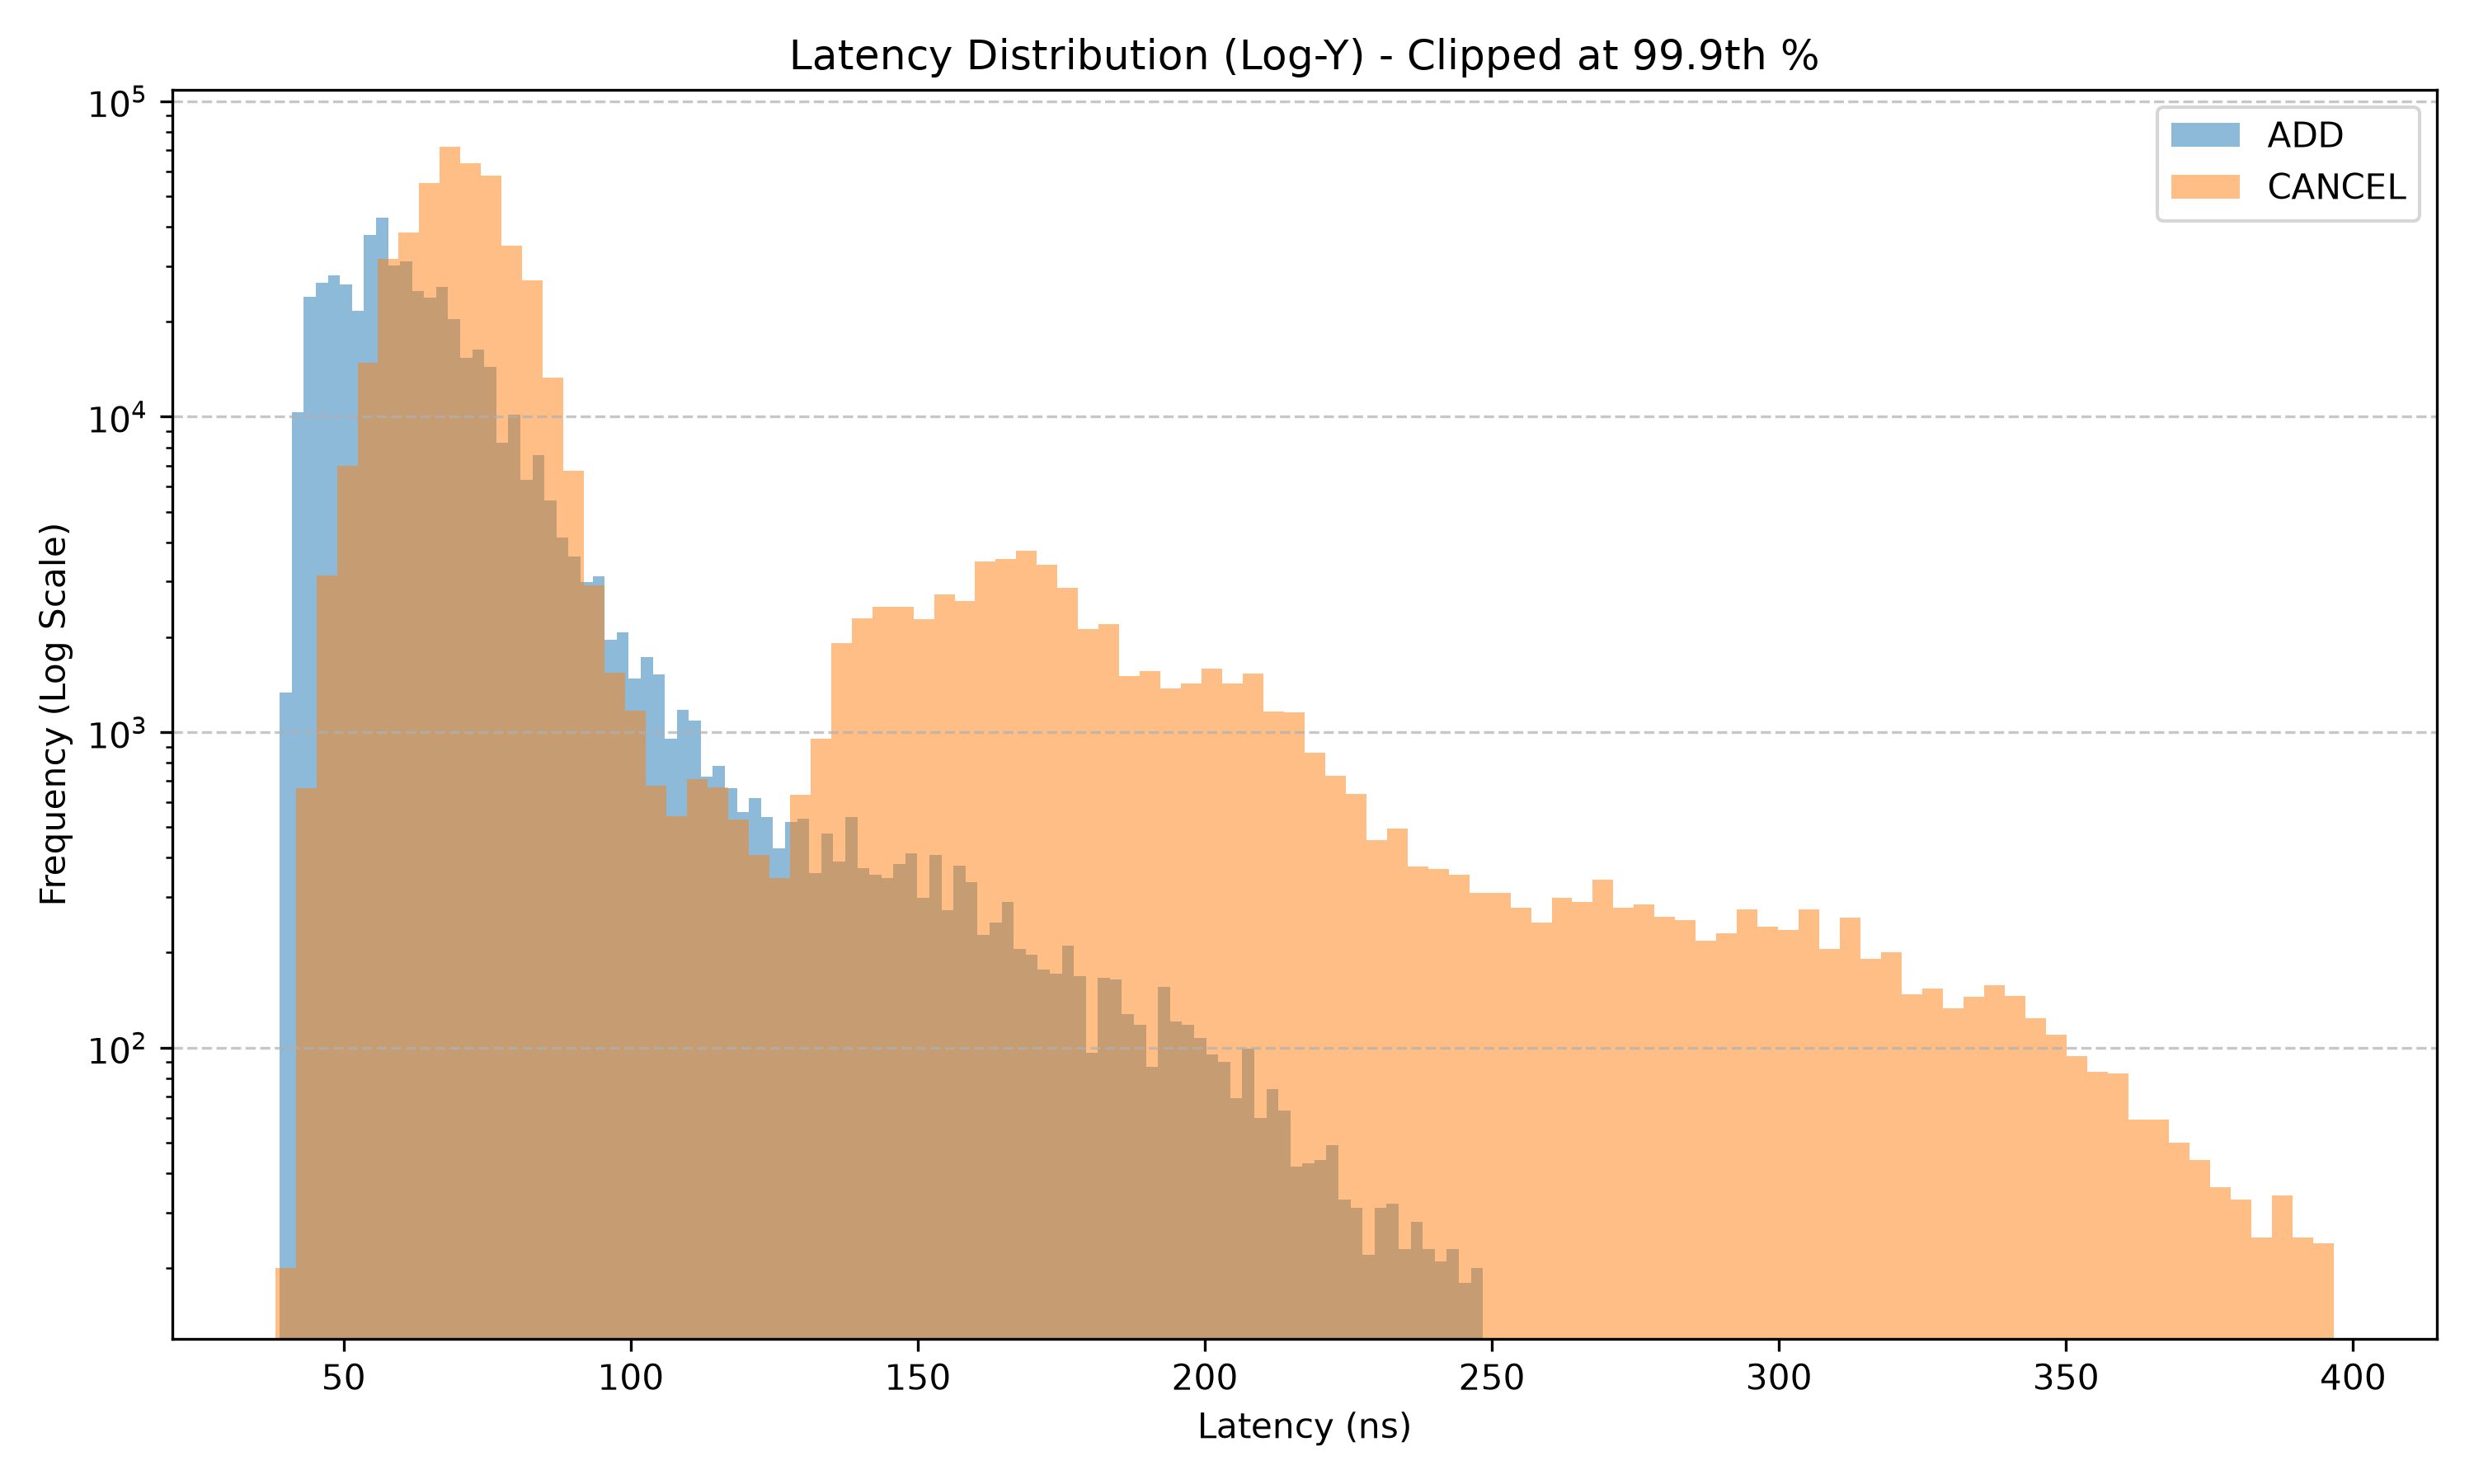 Latency Distribution (Log-Y) - Clipped at 99.9th %
ADD
CANCEL
Frequency (Log Scale)
10⁵
10⁴
10³
10²
50 100 150 200 250 300 350 400
Latency (ns)